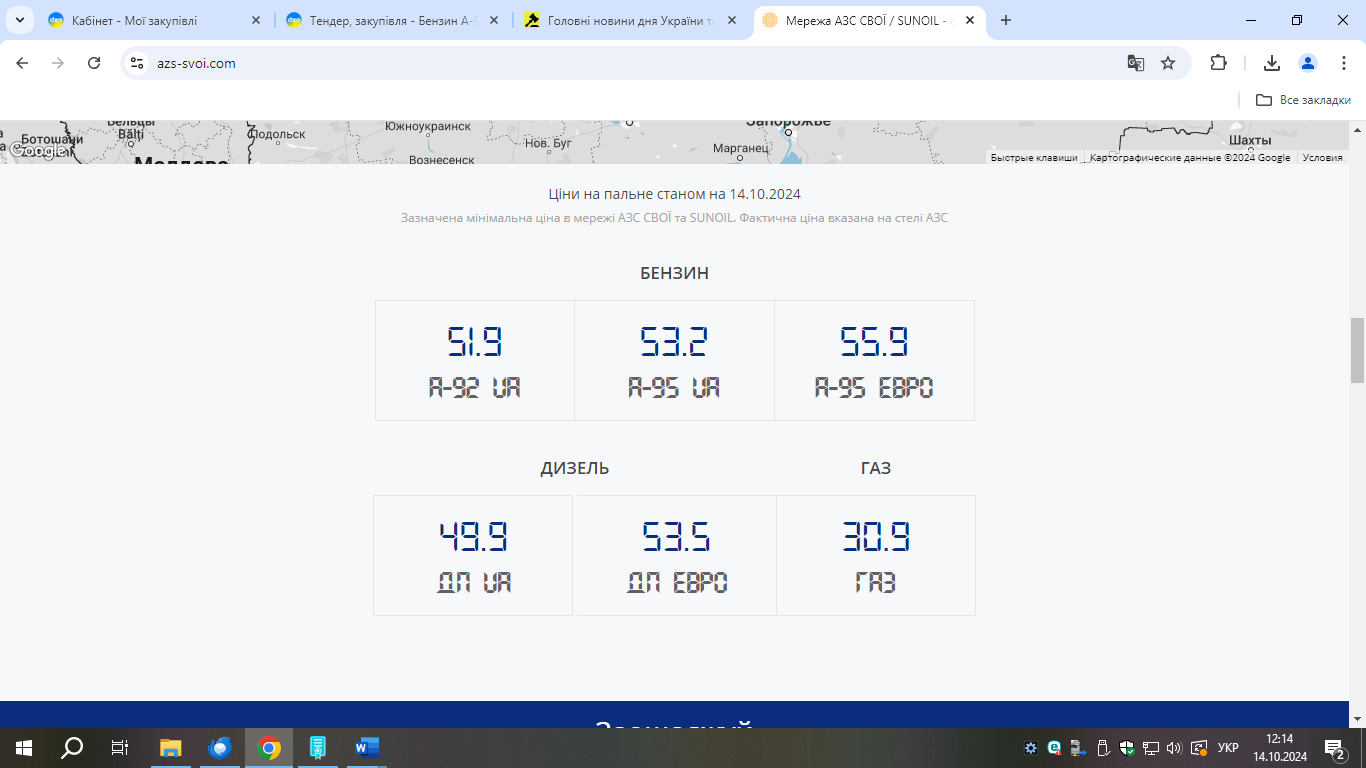 Кабінет - Мої закупівлі
Тендер, закупівля - Бензин А-9
Головні новини дня України та
Мережа АЗС СВОЇ / SUNOIL - с
azs-svoi.com
Все закладки
Бельцы
Bălți
Ботошани
Подольск
Южноукраинск
Вознесенск
Нов. Буг
Запорожье
Марганец
Шахты
Молдова
Google
Быстрые клавиши
Картографические данные ©2024 Google
Условия
Ціни на пальне станом на 14.10.2024
Зазначена мінімальна ціна в мережі АЗС СВОЇ та SUNOIL. Фактична ціна вказана на стелі АЗС
БЕНЗИН
51.9
А-92 UA
53.2
А-95 UA
55.9
А-95 ЕВРО
ДИЗЕЛЬ
ГАЗ
49.9
ДП UA
53.5
ДП ЕВРО
30.9
ГАЗ
УКР
12:14
14.10.2024
2